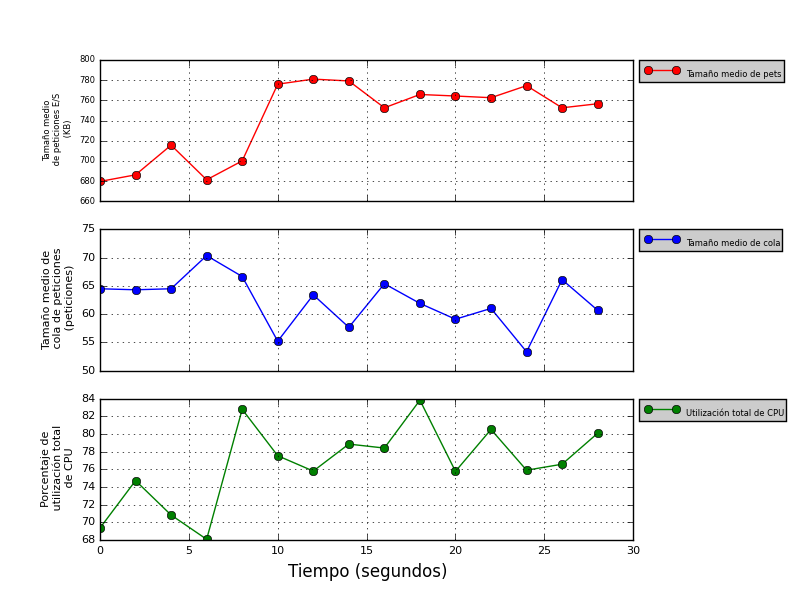 800
780
760
740
720
700
680
660
Tamaño medio
de peticiones E/S
(KB)
Tamaño medio de pets
75
70
65
60
55
50
Tamaño medio de
cola de peticiones
(peticiones)
Tamaño medio de cola
84
82
80
78
76
74
72
70
68
Porcentaje de
utilización total
de CPU
Utilización total de CPU
0 5 10 15 20 25 30
Tiempo (segundos)